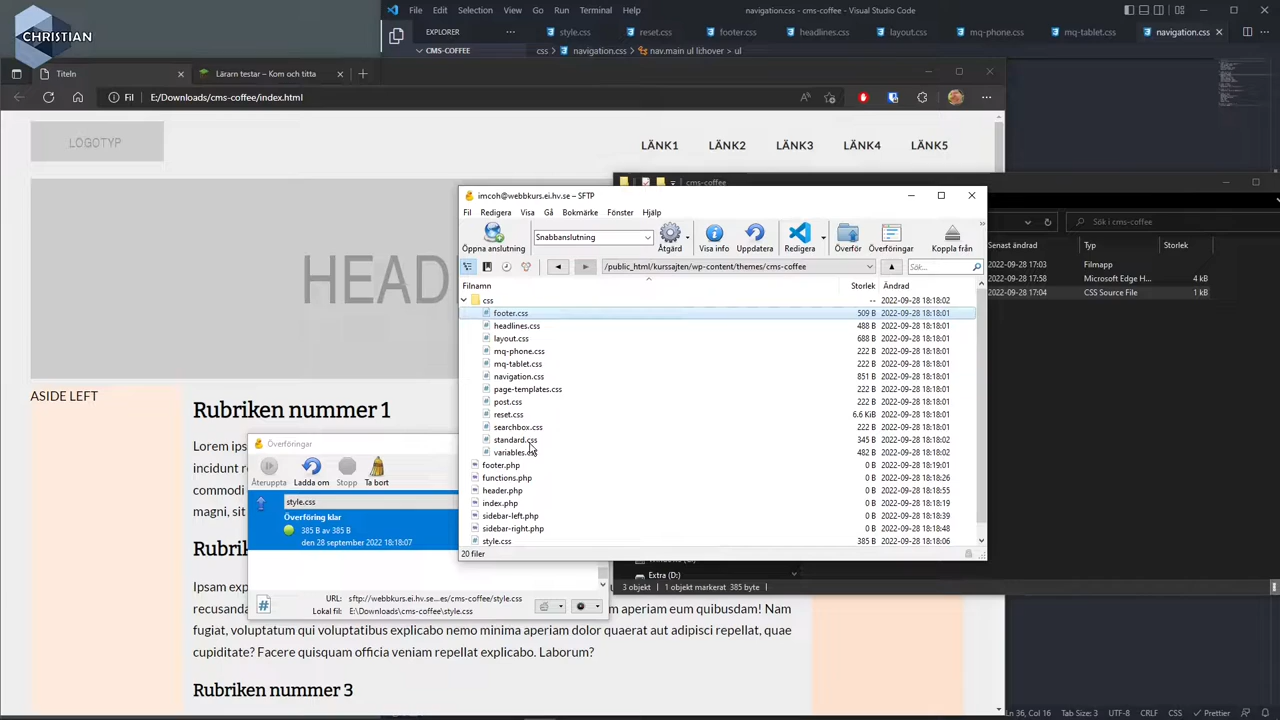 CHRISTIAN
File Edit Selection View Go Run Terminal Help
navigation.css - cms-coffee - Visual Studio Code
EXPLORER
style.css reset.css footer.css headlines.css layout.css mq-phone.css mq-tablet.css navigation.css
CMS-COFFEE
css > navigation.css > nav.main ul li:hover > ul
Titeln
Lärarn testar – Kom och titta
Fil E:/Downloads/cms-coffee/index.html
LOGOTYP
LÄNK1 LÄNK2 LÄNK3 LÄNK4 LÄNK5
cms-coffee
Sök i cms-coffee
Senast ändrad Typ Storlek
2022-09-28 17:03 Filmapp
2022-09-28 17:58 Microsoft Edge H... 4 kB
2022-09-28 17:04 CSS Source File 1 kB
Extra (D:)
3 objekt 1 objekt markerat 385 byte
imcoh@webbkurs.ei.hv.se – SFTP
Fil Redigera Visa Gå Bokmärke Fönster Hjälp
Öppna anslutning Snabbanslutning Åtgärd Visa info Uppdatera Redigera Överför Överföringar Koppla från
/public_html/kurssajten/wp-content/themes/cms-coffee
Sök...
Filnamn Storlek Ändrad
css -- 2022-09-28 18:18:02
footer.css 509 B 2022-09-28 18:18:01
headlines.css 488 B 2022-09-28 18:18:01
layout.css 688 B 2022-09-28 18:18:01
mq-phone.css 222 B 2022-09-28 18:18:01
mq-tablet.css 222 B 2022-09-28 18:18:01
navigation.css 851 B 2022-09-28 18:18:01
page-templates.css 222 B 2022-09-28 18:18:01
post.css 222 B 2022-09-28 18:18:01
reset.css 6.6 KiB 2022-09-28 18:18:01
searchbox.css 222 B 2022-09-28 18:18:01
standard.css 345 B 2022-09-28 18:18:02
variables.css 482 B 2022-09-28 18:18:02
footer.php 0 B 2022-09-28 18:19:01
functions.php 0 B 2022-09-28 18:18:26
header.php 0 B 2022-09-28 18:18:55
index.php 0 B 2022-09-28 18:18:19
sidebar-left.php 0 B 2022-09-28 18:18:39
sidebar-right.php 0 B 2022-09-28 18:18:48
style.css 385 B 2022-09-28 18:18:06
20 filer
HEAD
ASIDE LEFT
Rubriken nummer 1
Lorem ips
incidunt r
commodi
magni, sit
Överföringar
Återuppta Ladda om Stopp Ta bort
style.css
Överföring klar
385 B av 385 B
den 28 september 2022 18:18:07
URL: sftp://webbkurs.ei.hv.se...es/cms-coffee/style.css
Lokal fil: E:\Downloads\cms-coffee\style.css
Rubri
Ipsam exp
recusanda m aperiam eum quibusdam! Nam
fugiat, voluptatum qui voluptatibus explicabo nemo minima aperiam dolor quaerat aut adipisci repellat, quae
cupiditate? Facere quisquam officia veniam repellat explicabo. Laborum?
Rubriken nummer 3
Ln 36, Col 16 Tab Size: 3 UTF-8 CRLF CSS Prettier